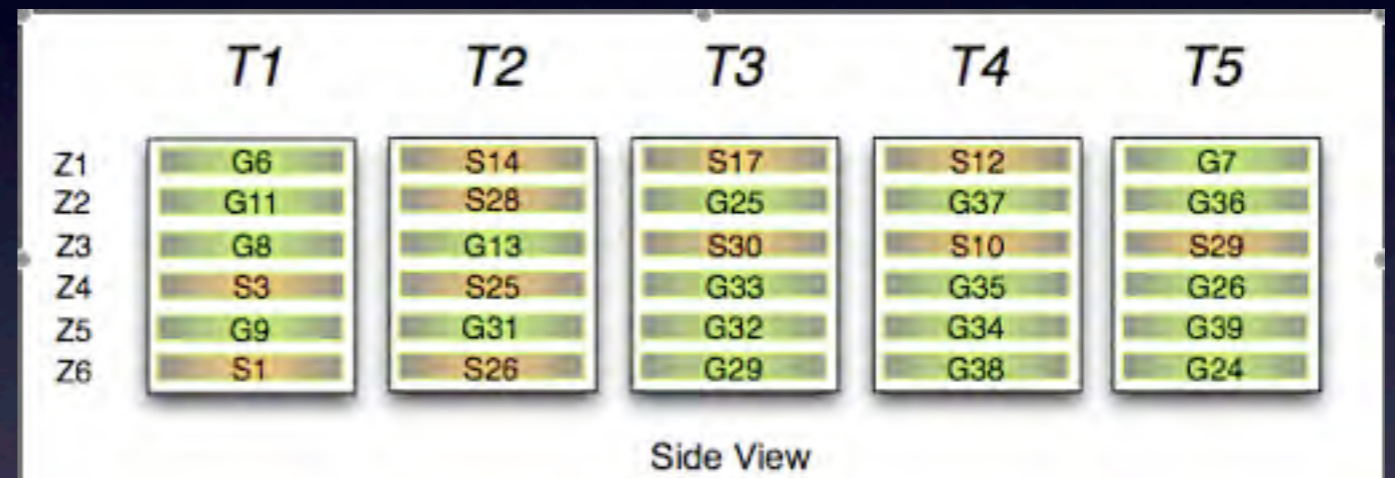 T1 T2 T3 T4 T5
Z1 G6 S14 S17 S12 G7
Z2 G11 S28 G25 G37 G36
Z3 G8 G13 S30 S10 S29
Z4 S3 S25 G33 G35 G26
Z5 G9 G31 G32 G34 G39
Z6 S1 S26 G29 G38 G24
Side View